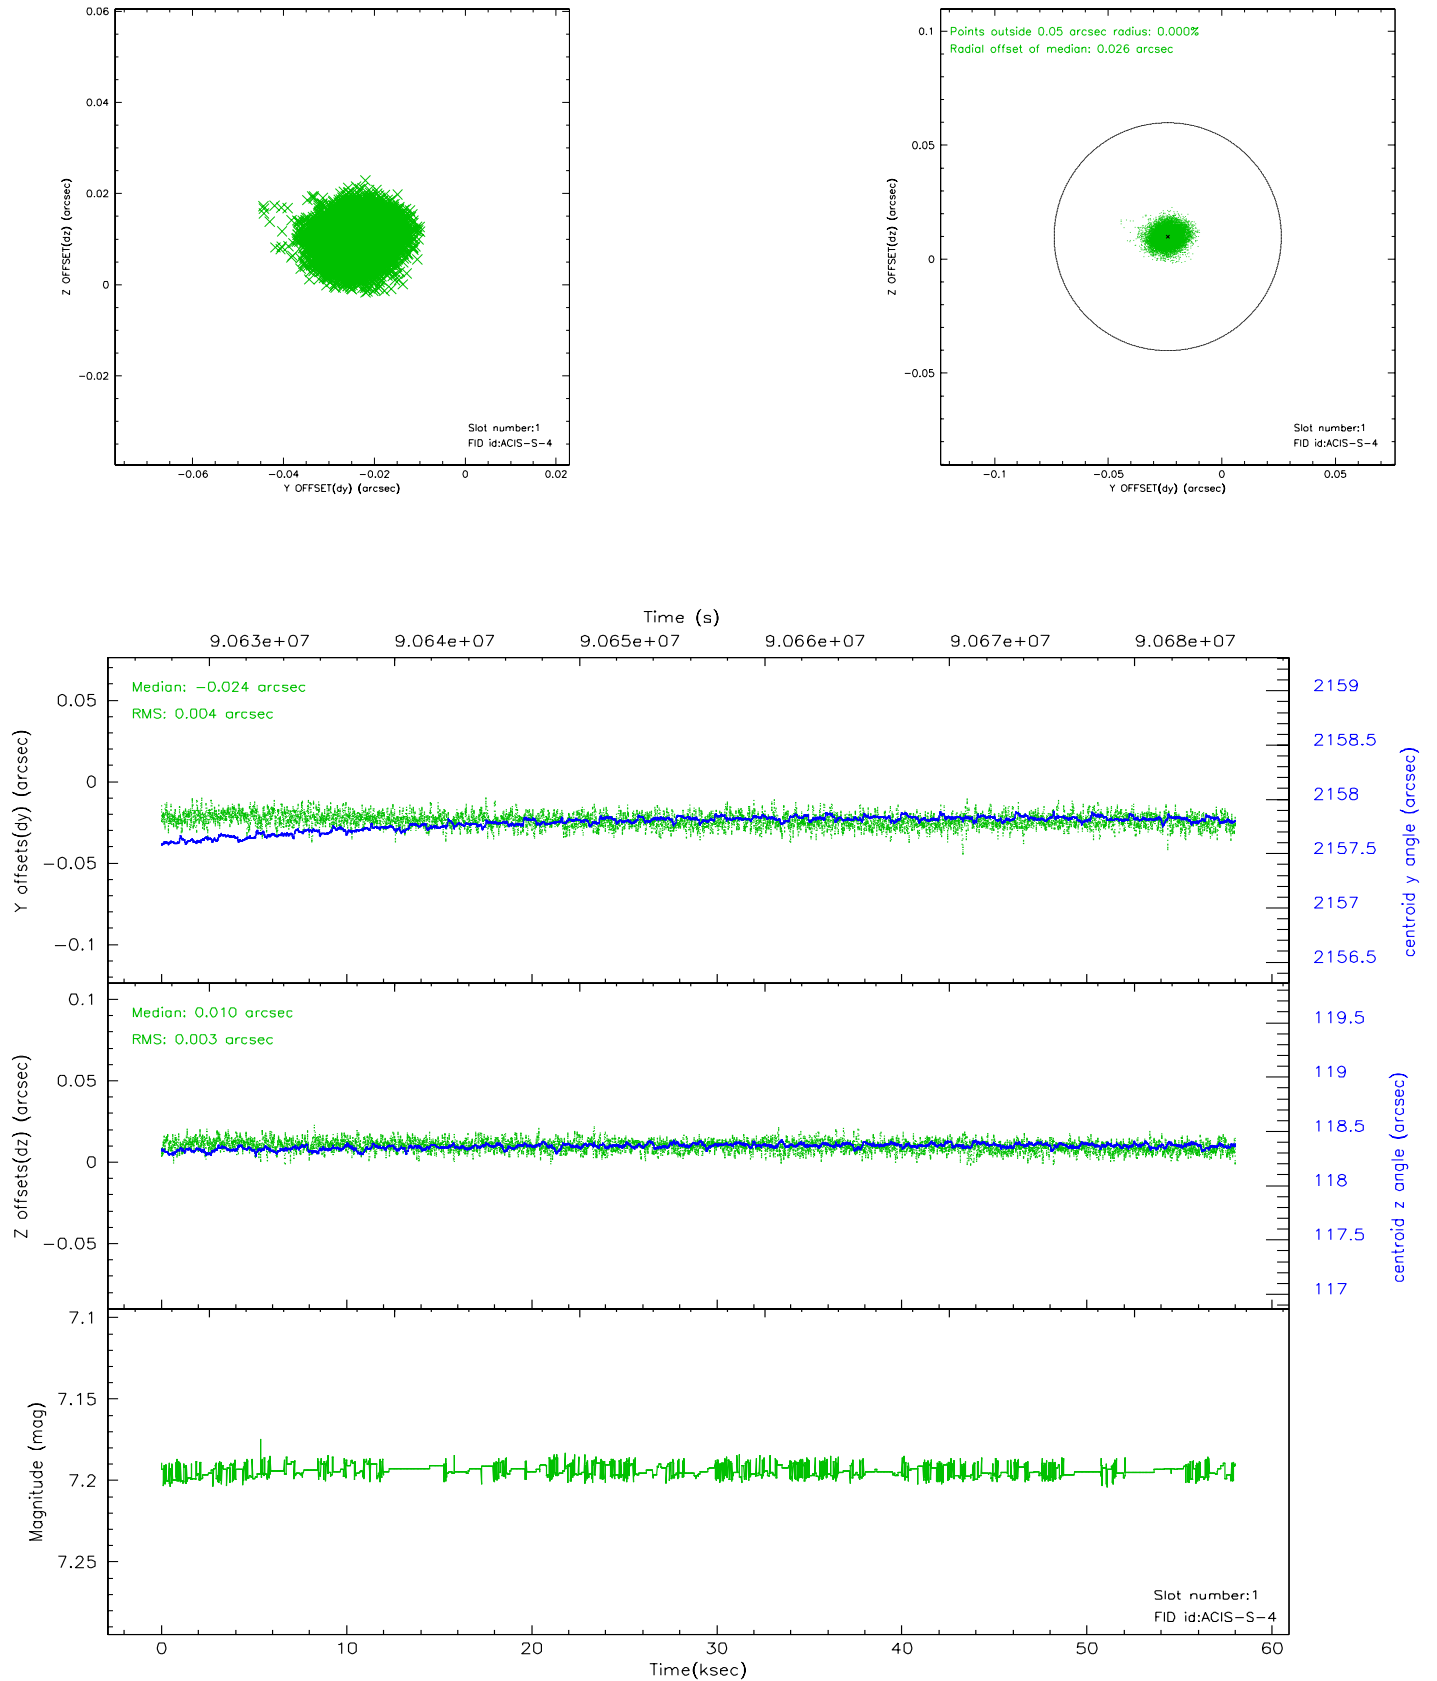 0.06
0.04
0.02
0
-0.02
Z OFFSET(dz) (arcsec)
Slot number:1
FID id:ACIS-S-4
-0.06 -0.04 -0.02 0 0.02
Y OFFSET(dy) (arcsec)
Points outside 0.05 arcsec radius: 0.000%
Radial offset of median: 0.026 arcsec
0.1
0.05
0
-0.05
Z OFFSET(dz) (arcsec)
Slot number:1
FID id:ACIS-S-4
-0.1 -0.05 0 0.05
Y OFFSET(dy) (arcsec)
Time (s)
9.063e+07 9.064e+07 9.065e+07 9.066e+07 9.067e+07 9.068e+07
Median: -0.024 arcsec
RMS: 0.004 arcsec
0.05
0
-0.05
-0.1
Y offsets(dy) (arcsec)
2159
2158.5
2158
2157.5
2157
2156.5
centroid y angle (arcsec)
Median: 0.010 arcsec
RMS: 0.003 arcsec
0.1
0.05
0
-0.05
Z offsets(dz) (arcsec)
119.5
119
118.5
118
117.5
117
centroid z angle (arcsec)
7.1
7.15
7.2
7.25
Magnitude (mag)
Slot number:1
FID id:ACIS-S-4
0 10 20 30 40 50 60
Time(ksec)